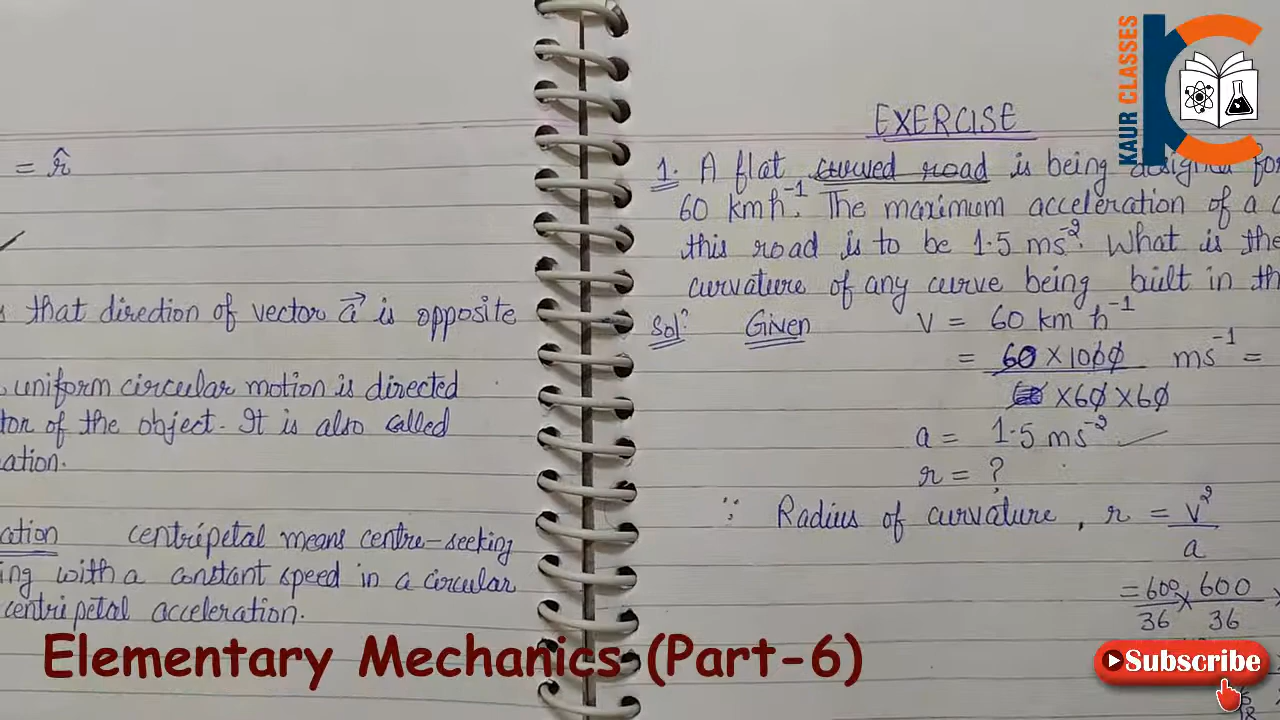 = r̂
that direction of vector a⃗ is opposite
uniform circular motion is directed
tor of the object. It is also called
ation.
ation centripetal means centre-seeking
ing with a constant speed in a circular
centripetal acceleration.
EXERCISE
1. A flat curved road is being designed for
60 kmh⁻¹. The maximum acceleration of a
this road is to be 1.5 ms⁻². What is the
curvature of any curve being built in th
Sol? Given v = 60 km h⁻¹
= 60 × 1000 ms⁻¹ =
× 60 × 60
a = 1.5 ms⁻²
r = ?
∵ Radius of curvature, r = v²
a
= 600 × 600
36 36
KAUR CLASSES
Elementary Mechanics (Part-6)
Subscribe